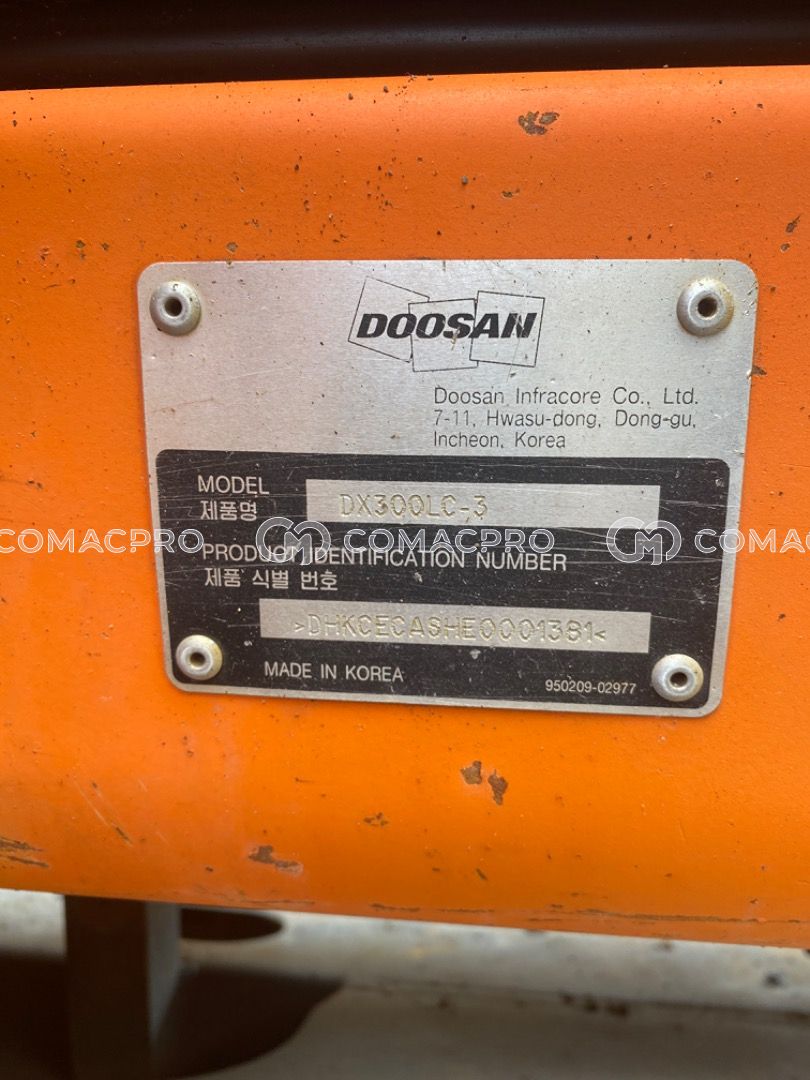 DOOSAN
Doosan Infracore Co., Ltd.
7-11, Hwasu-dong, Dong-gu,
Incheon, Korea
MODEL
제품명
DX300LC-3
COMACPRO COMACPRO COMACPRO
PRODUCT IDENTIFICATION NUMBER
제품 식별 번호
>DHKCECASHE0001381<
MADE IN KOREA
950209-02977